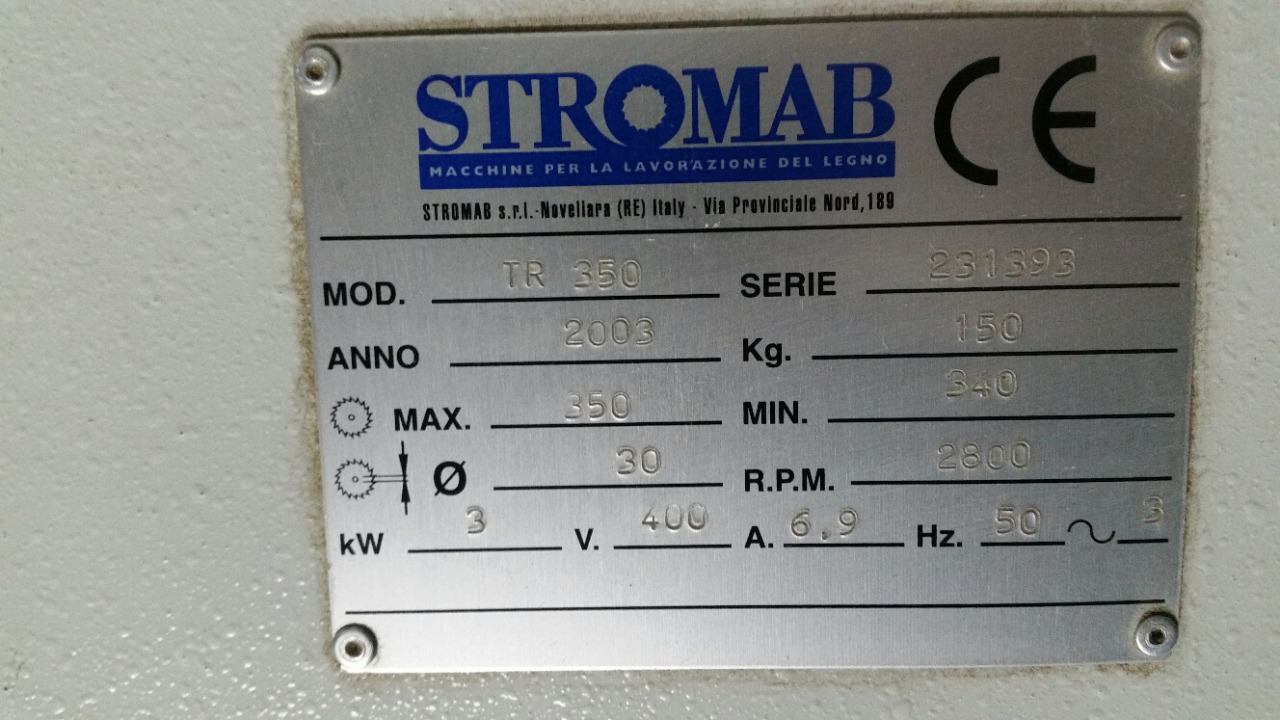 STROMAB CE
MACCHINE PER LA LAVORAZIONE DEL LEGNO
STROMAB s.r.l.-Novellara (RE) Italy - Via Provinciale Nord,189
MOD. TR 350 SERIE 231393
ANNO 2003 Kg. 150
MAX. 350 MIN. 340
Ø 30 R.P.M. 2800
kW 3 V. 400 A. 6,9 Hz. 50 ~ 3